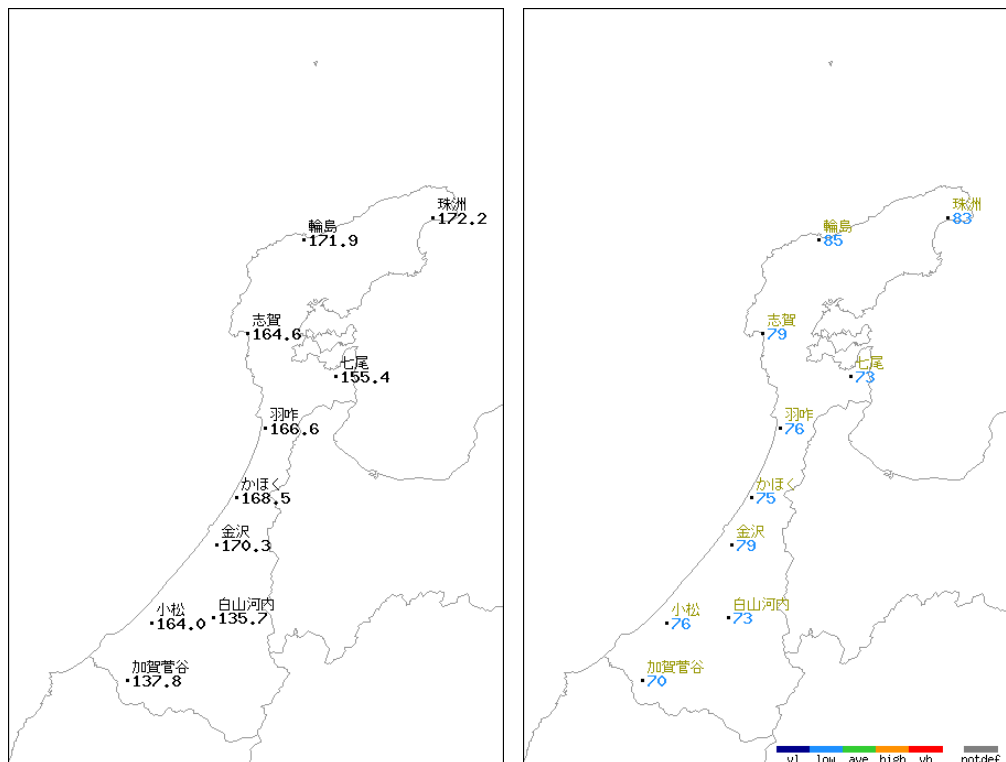 珠洲
172.2
輪島
171.9
志賀
164.6
七尾
155.4
羽咋
166.6
かほく
168.5
金沢
170.3
白山河内
135.7
小松
164.0
加賀菅谷
137.8
珠洲
83
輪島
85
志賀
79
七尾
73
羽咋
76
かほく
75
金沢
79
白山河内
73
小松
76
加賀菅谷
70
vl low ave high vh notdef